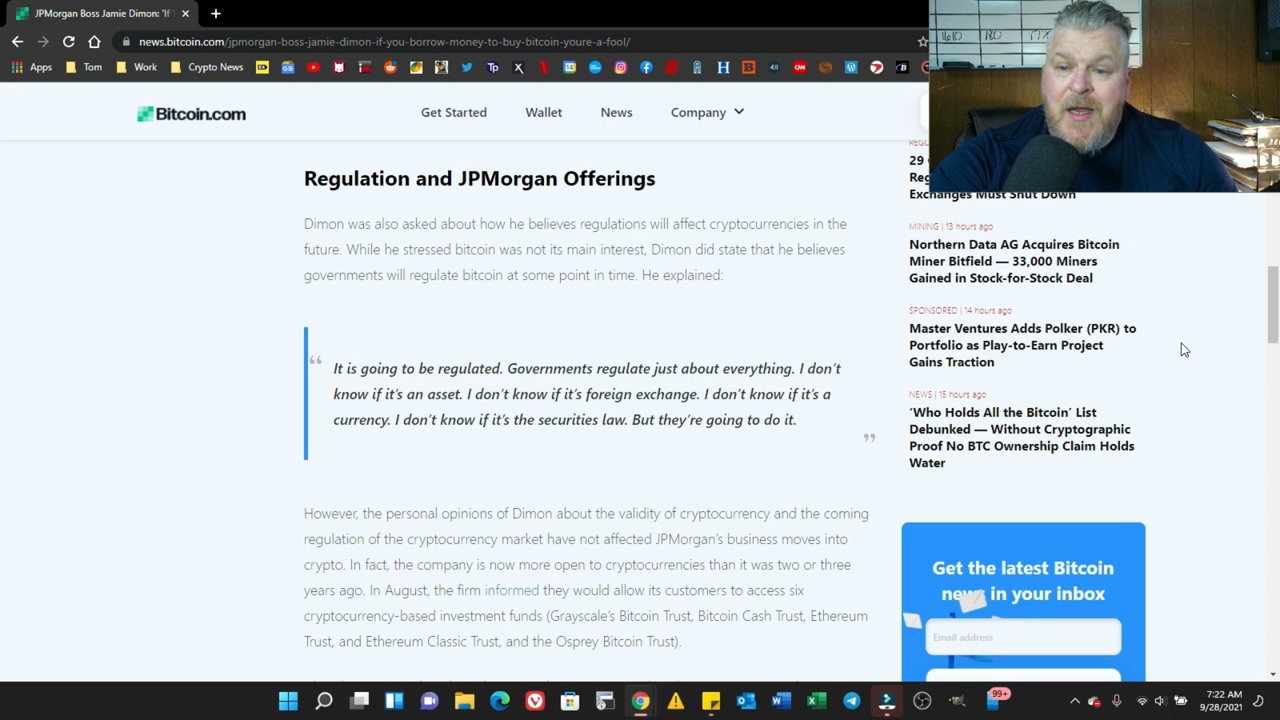 JPMorgan Boss Jamie Dimon: 'If
news.bitcoin.com/jpmorgan-boss-jamie-dimon-if-you-borrow-money-to-buy-bitcoin-youre-a-fool/
Apps Tom Work Crypto News
Bitcoin.com
Get Started Wallet News Company
Regulation and JPMorgan Offerings
Dimon was also asked about how he believes regulations will affect cryptocurrencies in the
future. While he stressed bitcoin was not its main interest, Dimon did state that he believes
governments will regulate bitcoin at some point in time. He explained:
“ It is going to be regulated. Governments regulate just about everything. I don't
know if it's an asset. I don't know if it's foreign exchange. I don't know if it's a
currency. I don't know if it's the securities law. But they're going to do it.
”
However, the personal opinions of Dimon about the validity of cryptocurrency and the coming
regulation of the cryptocurrency market have not affected JPMorgan's business moves into
crypto. In fact, the company is now more open to cryptocurrencies than it was two or three
years ago. In August, the firm informed they would allow its customers to access six
cryptocurrency-based investment funds (Grayscale's Bitcoin Trust, Bitcoin Cash Trust, Ethereum
Trust, and Ethereum Classic Trust, and the Osprey Bitcoin Trust).
29
Exchanges Must Shut Down
MINING | 13 hours ago
Northern Data AG Acquires Bitcoin
Miner Bitfield — 33,000 Miners
Gained in Stock-for-Stock Deal
SPONSORED | 14 hours ago
Master Ventures Adds Polker (PKR) to
Portfolio as Play-to-Earn Project
Gains Traction
NEWS | 15 hours ago
'Who Holds All the Bitcoin' List
Debunked — Without Cryptographic
Proof No BTC Ownership Claim Holds
Water
Get the latest Bitcoin
news in your inbox
Email address
99+
7:22 AM
9/28/2021